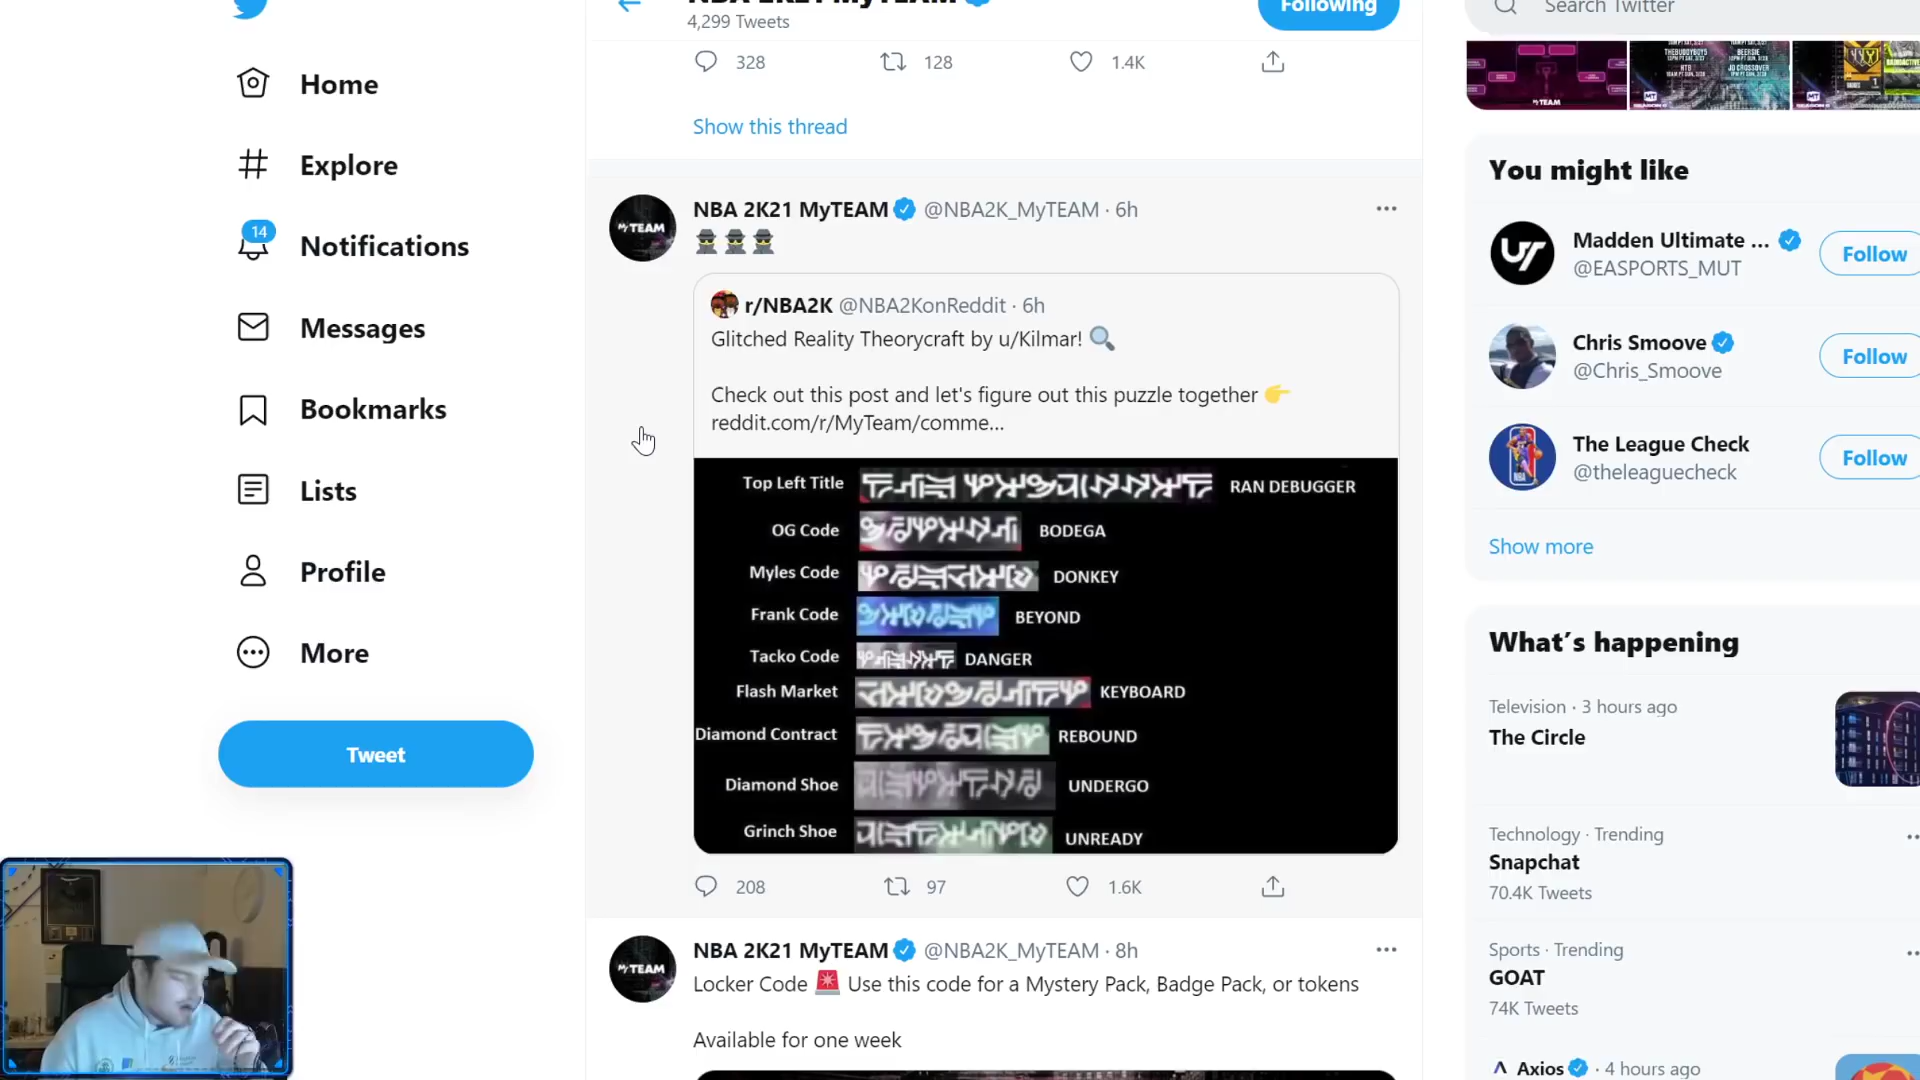 NBA 2K21 MyTEAM
4,299 Tweets
Following
Search Twitter
328
128
1.4K
Show this thread
Home
Explore
14
Notifications
Messages
Bookmarks
Lists
Profile
More
Tweet
NBA 2K21 MyTEAM @NBA2K_MyTEAM · 6h
MyTEAM
r/NBA2K @NBA2KonReddit · 6h
Glitched Reality Theorycraft by u/Kilmar!
Check out this post and let's figure out this puzzle together
reddit.com/r/MyTeam/comme...
Top Left Title RAN DEBUGGER
OG Code BODEGA
Myles Code DONKEY
Frank Code BEYOND
Tacko Code DANGER
Flash Market KEYBOARD
Diamond Contract REBOUND
Diamond Shoe UNDERGO
Grinch Shoe UNREADY
208
97
1.6K
NBA 2K21 MyTEAM @NBA2K_MyTEAM · 8h
MyTEAM
Locker Code Use this code for a Mystery Pack, Badge Pack, or tokens
Available for one week
You might like
Madden Ultimate ...
@EASPORTS_MUT
Follow
Chris Smoove
@Chris_Smoove
Follow
The League Check
@theleaguecheck
Follow
Show more
What's happening
Television · 3 hours ago
The Circle
Technology · Trending
Snapchat
70.4K Tweets
Sports · Trending
GOAT
74K Tweets
Axios · 4 hours ago